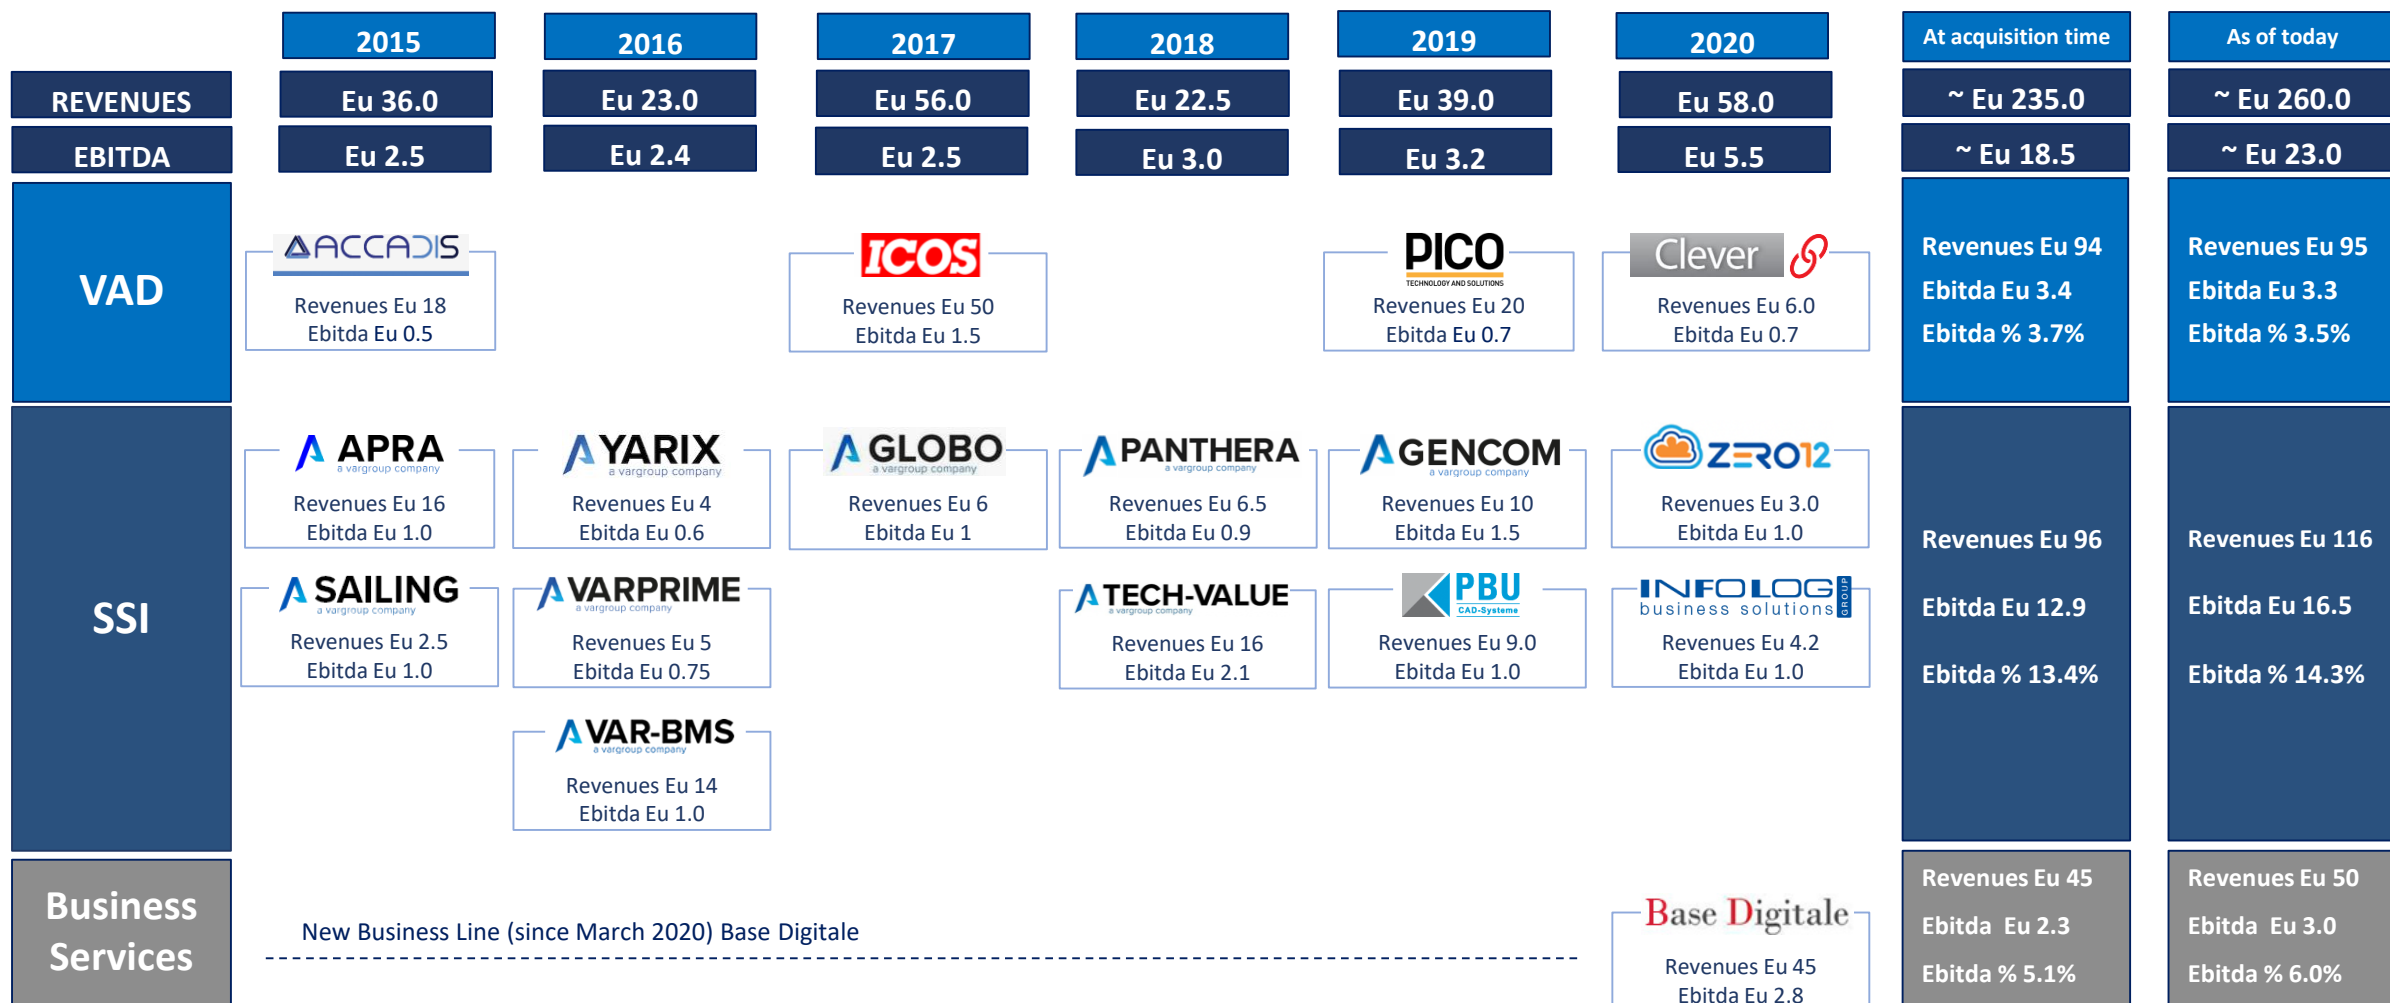 2015 2016 2017 2018 2019 2020 At acquisition time As of today
REVENUES Eu 36.0 Eu 23.0 Eu 56.0 Eu 22.5 Eu 39.0 Eu 58.0 ~ Eu 235.0 ~ Eu 260.0
EBITDA Eu 2.5 Eu 2.4 Eu 2.5 Eu 3.0 Eu 3.2 Eu 5.5 ~ Eu 18.5 ~ Eu 23.0
VAD
ACCADIS
Revenues Eu 18
Ebitda Eu 0.5
ICOS
Revenues Eu 50
Ebitda Eu 1.5
PICO
TECHNOLOGY AND SOLUTIONS
Revenues Eu 20
Ebitda Eu 0.7
Clever
Revenues Eu 6.0
Ebitda Eu 0.7
Revenues Eu 94
Ebitda Eu 3.4
Ebitda % 3.7%
Revenues Eu 95
Ebitda Eu 3.3
Ebitda % 3.5%
SSI
APRA
a vargroup company
Revenues Eu 16
Ebitda Eu 1.0
YARIX
a vargroup company
Revenues Eu 4
Ebitda Eu 0.6
GLOBO
a vargroup company
Revenues Eu 6
Ebitda Eu 1
PANTHERA
a vargroup company
Revenues Eu 6.5
Ebitda Eu 0.9
GENCOM
a vargroup company
Revenues Eu 10
Ebitda Eu 1.5
ZERO12
Revenues Eu 3.0
Ebitda Eu 1.0
SAILING
a vargroup company
Revenues Eu 2.5
Ebitda Eu 1.0
VARPRIME
a vargroup company
Revenues Eu 5
Ebitda Eu 0.75
TECH-VALUE
a vargroup company
Revenues Eu 16
Ebitda Eu 2.1
PBU
CAD-Systeme
Revenues Eu 9.0
Ebitda Eu 1.0
INFOLOG
business solutions
GROUP
Revenues Eu 4.2
Ebitda Eu 1.0
VAR-BMS
a vargroup company
Revenues Eu 14
Ebitda Eu 1.0
Revenues Eu 96
Ebitda Eu 12.9
Ebitda % 13.4%
Revenues Eu 116
Ebitda Eu 16.5
Ebitda % 14.3%
Business
Services
New Business Line (since March 2020) Base Digitale
Base Digitale
Revenues Eu 45
Ebitda Eu 2.8
Revenues Eu 45
Ebitda Eu 2.3
Ebitda % 5.1%
Revenues Eu 50
Ebitda Eu 3.0
Ebitda % 6.0%